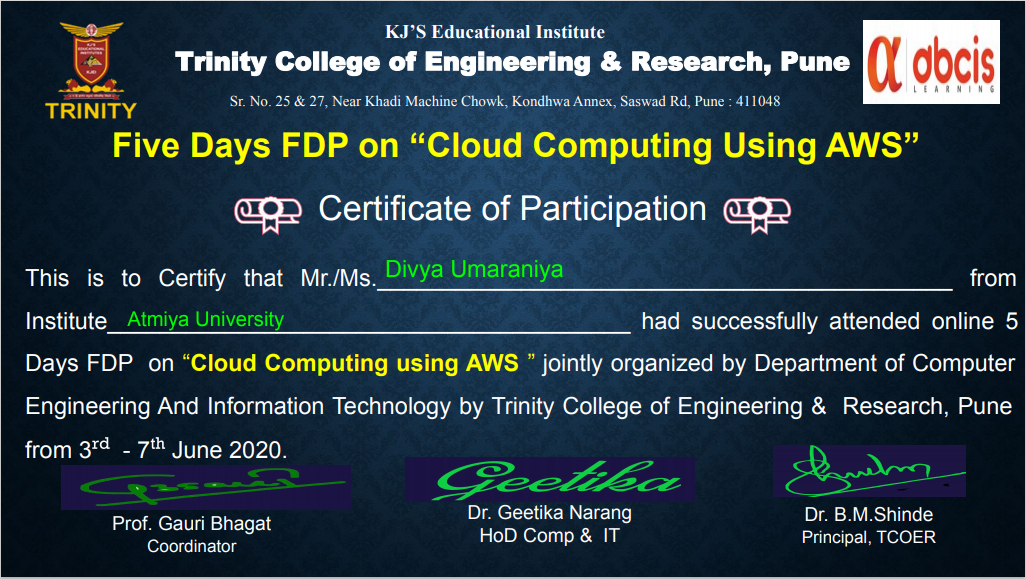 KJ'S Educational Institute
Trinity College of Engineering & Research, Pune
Sr. No. 25 & 27, Near Khadi Machine Chowk, Kondhwa Annex, Saswad Rd, Pune : 411048
KJ'S
EDUCATIONAL
INSTITUTES
KJEI
TRINITY
α abcis
LEARNING
Five Days FDP on “Cloud Computing Using AWS”
Certificate of Participation
This is to Certify that Mr./Ms. Divya Umaraniya from
Institute Atmiya University had successfully attended online 5
Days FDP on “Cloud Computing using AWS ” jointly organized by Department of Computer
Engineering And Information Technology by Trinity College of Engineering & Research, Pune
from 3rd - 7th June 2020.
Geetika
Prof. Gauri Bhagat
Coordinator
Dr. Geetika Narang
HoD Comp & IT
Dr. B.M.Shinde
Principal, TCOER